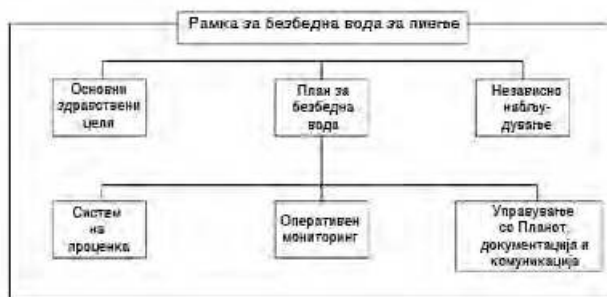 Рамка за безбедна вода за пиење
Основни
здравствени
цели
План за
безбедна
вода
Независно
набљу-
дување
Систем
на
проценка
Оперативен
мониторинг
Управување
со Планот,
документација и
комуникација